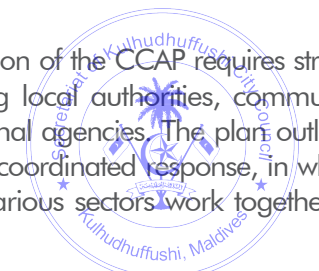 on of the CCAP requires str
g local authorities, commu
nal agencies. The plan outl
coordinated response, in wh
arious sectors work togethe
Secretariat of Kulhudhuffushi City Council
Kulhudhuffushi, Maldives